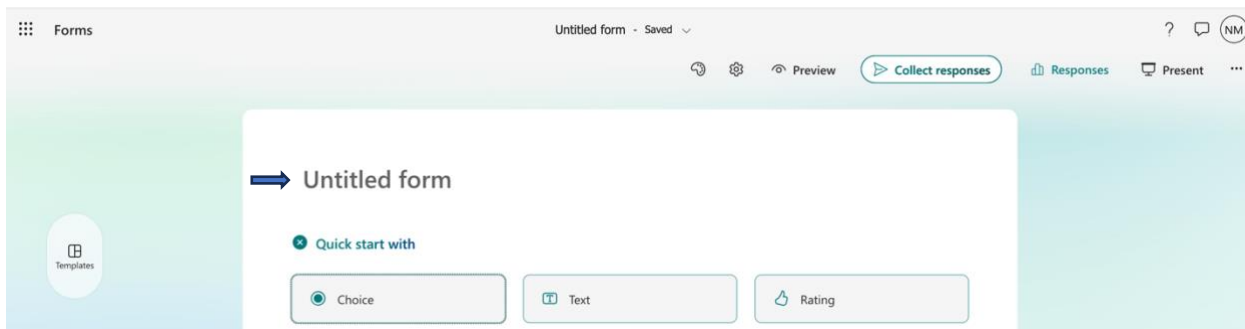 Forms
Untitled form - Saved
?
NM
Preview
Collect responses
Responses
Present
...
Untitled form
Quick start with
Templates
Choice
Text
Rating